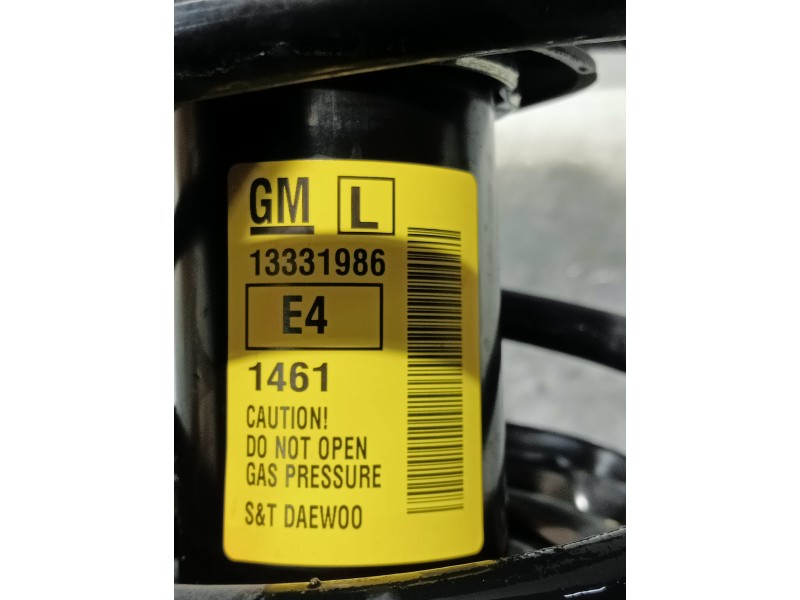 GM L
13331986
E4
1461
CAUTION!
DO NOT OPEN
GAS PRESSURE
S&T DAEWOO